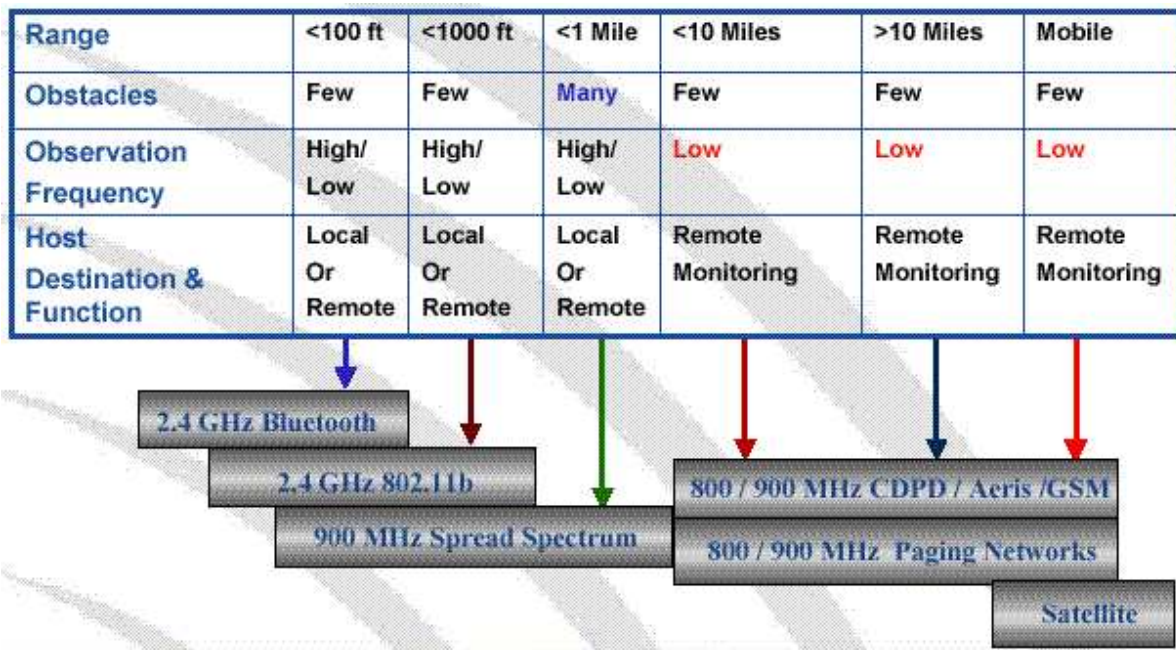 Range <100 ft <1000 ft <1 Mile <10 Miles >10 Miles Mobile
Obstacles Few Few Many Few Few Few
Observation High/ High/ High/ Low Low Low
Frequency Low Low Low
Host Local Local Local Remote Remote Remote
Destination & Or Or Or Monitoring Monitoring Monitoring
Function Remote Remote Remote
2.4 GHz Bluetooth
2.4 GHz 802.11b
800 / 900 MHz CDPD / Aeris /GSM
900 MHz Spread Spectrum
800 / 900 MHz Paging Networks
Satellite